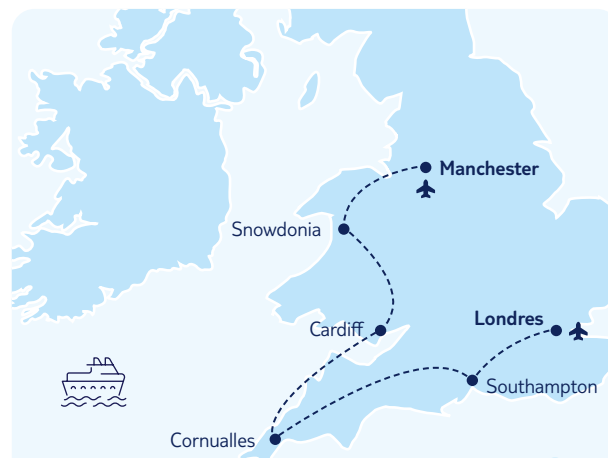 Manchester
Snowdonia
Londres
Cardiff
Southampton
Cornualles